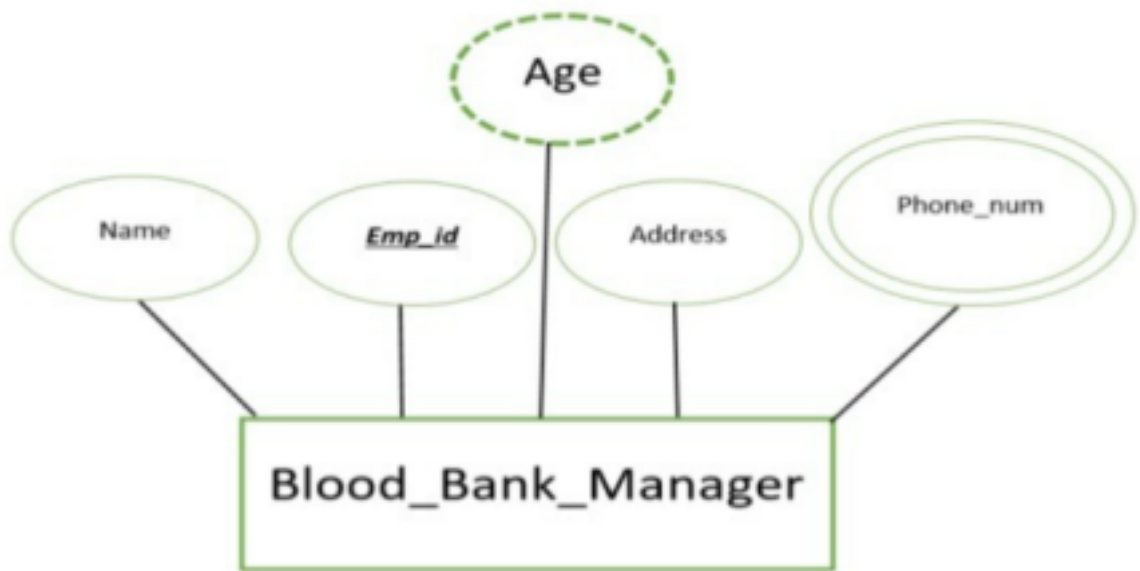 Age
Name
Emp_id
Address
Phone_num
Blood_Bank_Manager